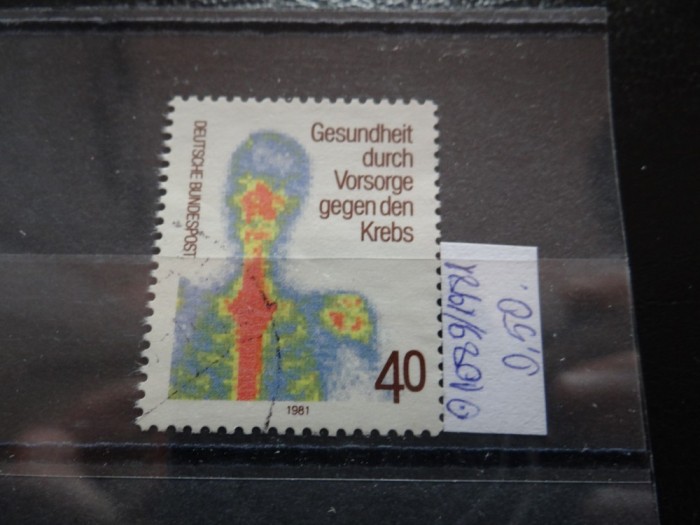 DEUTSCHE BUNDESPOST
Gesundheit
durch
Vorsorge
gegen den
Krebs
40
1981
0,50.